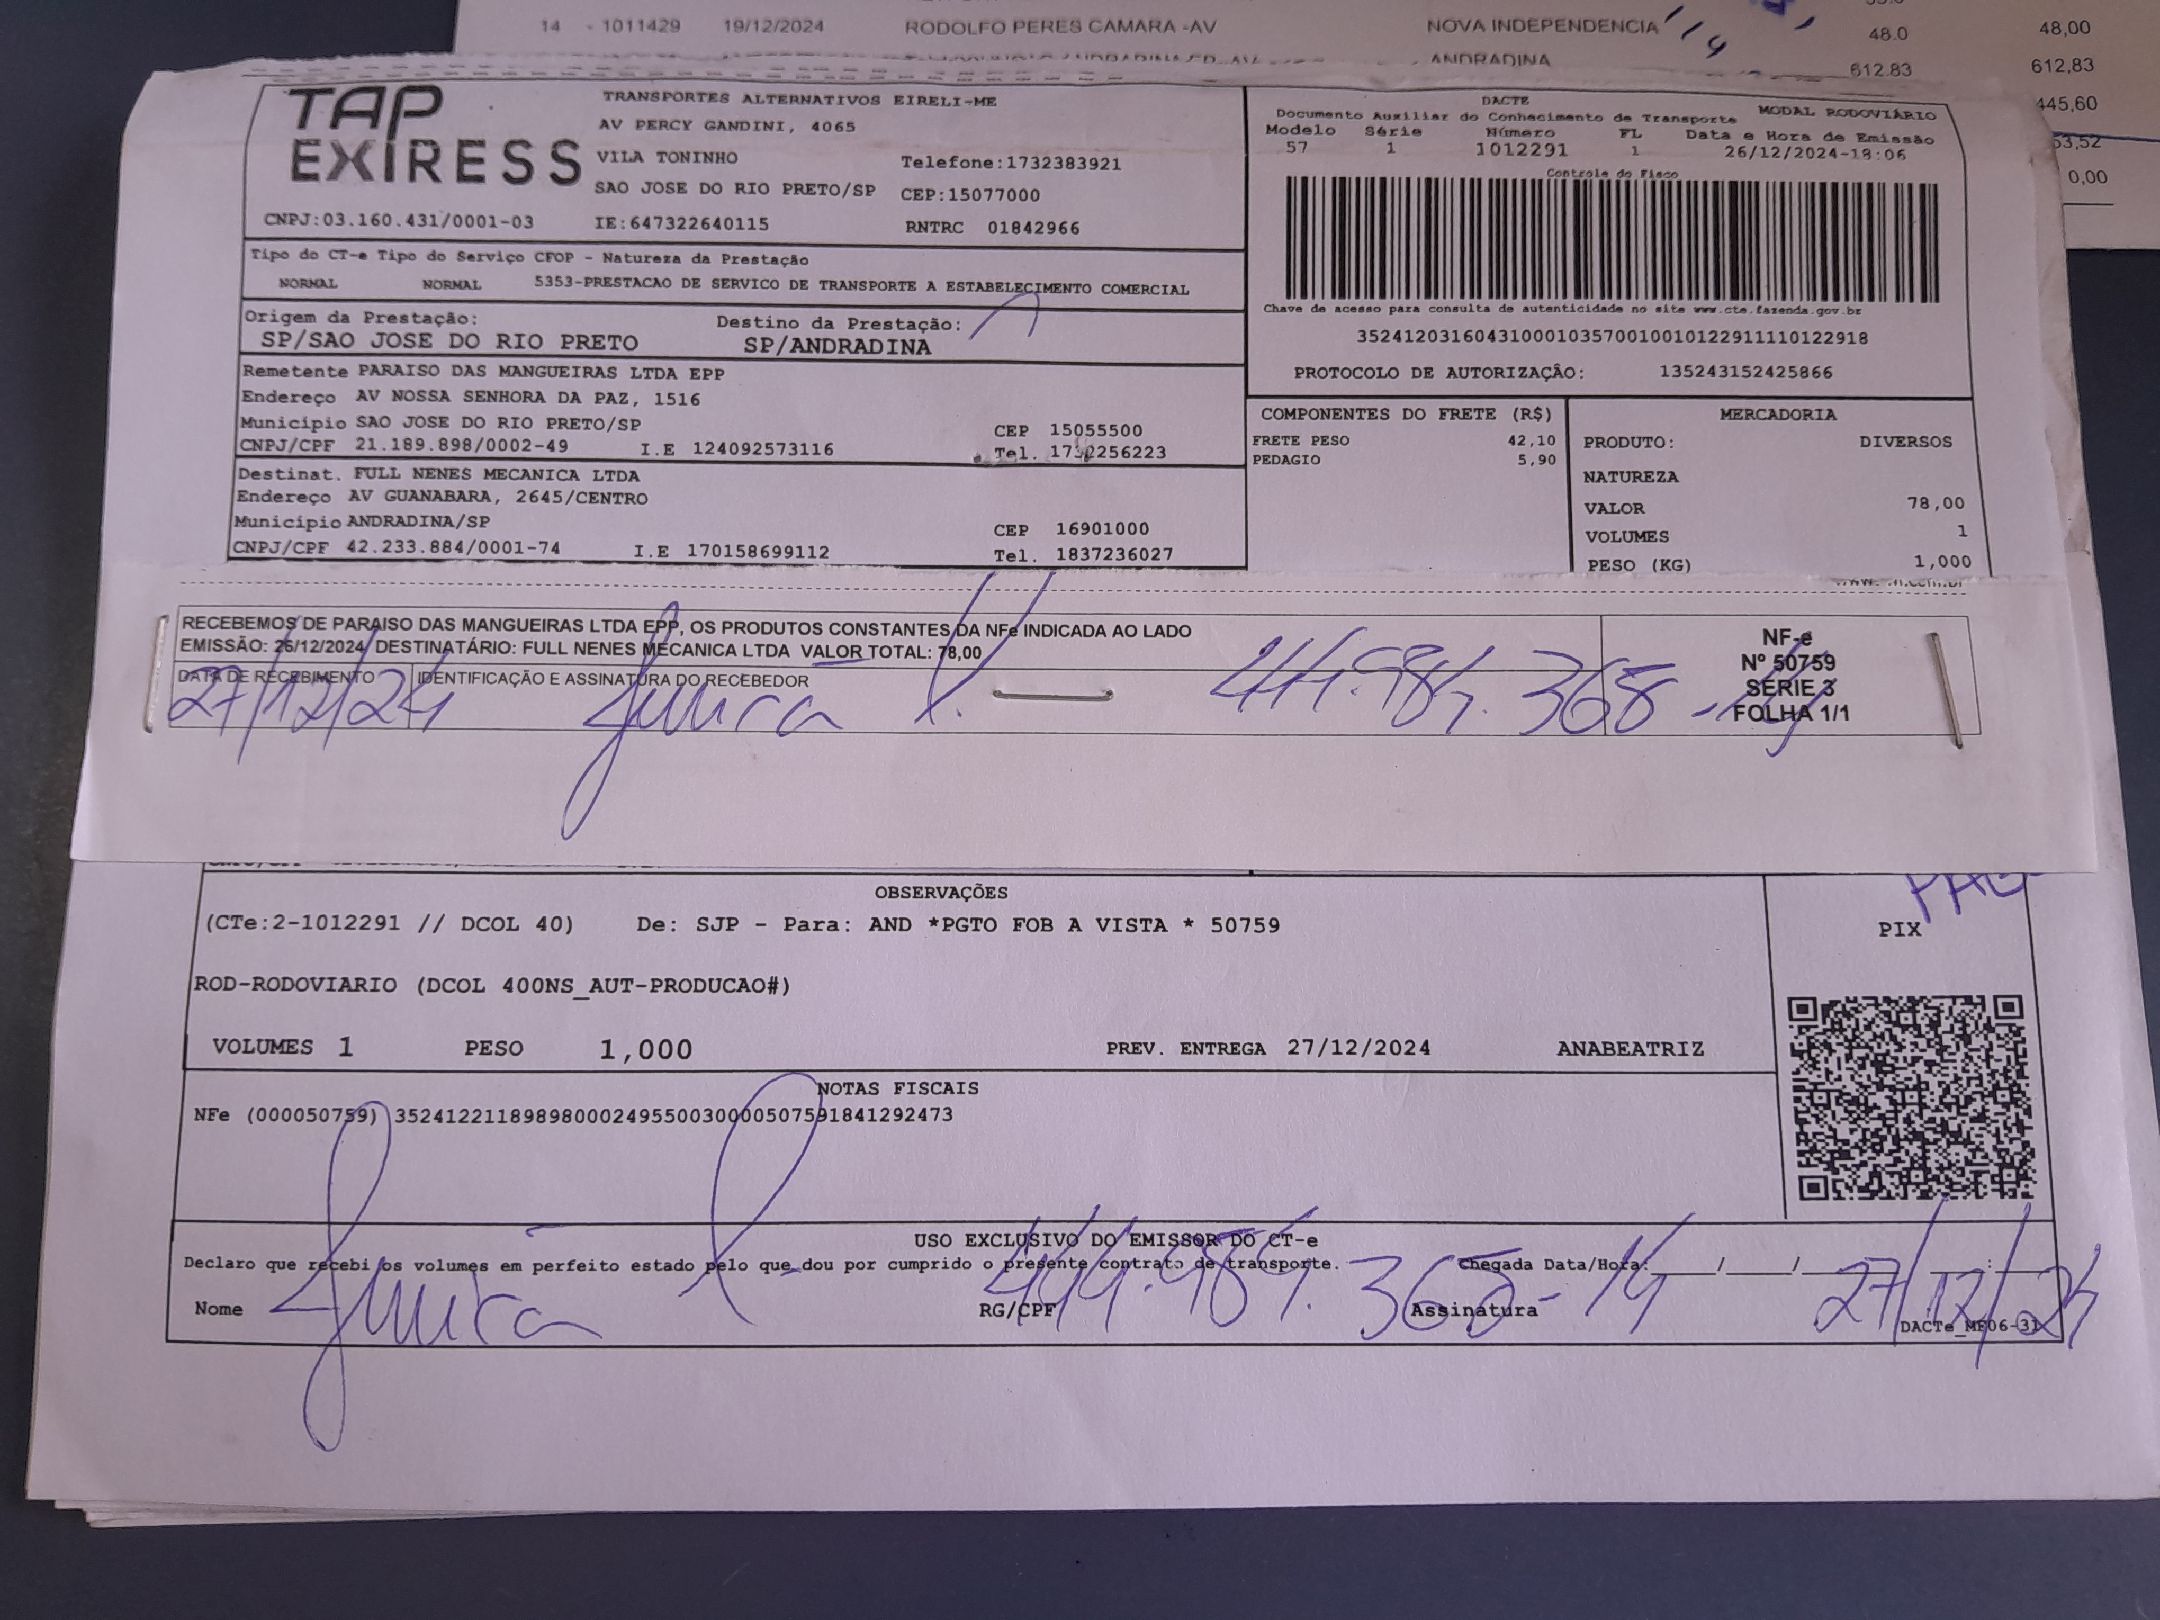 14 - 1011429 19/12/2024 RODOLFO PERES CAMARA -AV NOVA INDEPENDENCIA 48.0 48,00
ANDRADINA 612.83 612,83
445,60
53,52
0,00
TAP EXIRESS
TRANSPORTES ALTERNATIVOS EIRELI-ME
AV PERCY GANDINI, 4065
VILA TONINHO Telefone:1732383921
SAO JOSE DO RIO PRETO/SP CEP:15077000
CNPJ:03.160.431/0001-03 IE:647322640115 RNTRC 01842966
DACTE
Documento Auxiliar do Conhecimento de Transporte MODAL RODOVIÁRIO
Modelo Série Número FL Data e Hora de Emissão
57 1 1012291 1 26/12/2024-18:06
Controle do Fisco
Chave de acesso para consulta de autenticidade no site www.cte.fazenda.gov.br
35241203160431000103570010010122911110122918
PROTOCOLO DE AUTORIZAÇÃO: 135243152425866
Tipo do CT-e Tipo do Serviço CFOP - Natureza da Prestação
NORMAL NORMAL 5353-PRESTACAO DE SERVICO DE TRANSPORTE A ESTABELECIMENTO COMERCIAL
Origem da Prestação: Destino da Prestação:
SP/SAO JOSE DO RIO PRETO SP/ANDRADINA
Remetente PARAISO DAS MANGUEIRAS LTDA EPP
Endereço AV NOSSA SENHORA DA PAZ, 1516
Município SAO JOSE DO RIO PRETO/SP CEP 15055500
CNPJ/CPF 21.189.898/0002-49 I.E 124092573116 Tel. 1732256223
Destinat. FULL NENES MECANICA LTDA
Endereço AV GUANABARA, 2645/CENTRO
Município ANDRADINA/SP CEP 16901000
CNPJ/CPF 42.233.884/0001-74 I.E 170158699112 Tel. 1837236027
COMPONENTES DO FRETE (R$)
FRETE PESO 42,10
PEDAGIO 5,90
MERCADORIA
PRODUTO: DIVERSOS
NATUREZA
VALOR 78,00
VOLUMES 1
PESO (KG) 1,000
RECEBEMOS DE PARAISO DAS MANGUEIRAS LTDA EPP, OS PRODUTOS CONSTANTES DA NFe INDICADA AO LADO
EMISSÃO: 26/12/2024 DESTINATÁRIO: FULL NENES MECANICA LTDA VALOR TOTAL: 78,00
DATA DE RECEBIMENTO IDENTIFICAÇÃO E ASSINATURA DO RECEBEDOR
27/12/24
NF-e
Nº 50759
SERIE 3
FOLHA 1/1
OBSERVAÇÕES
(CTe:2-1012291 // DCOL 40) De: SJP - Para: AND *PGTO FOB A VISTA * 50759
ROD-RODOVIARIO (DCOL 400NS_AUT-PRODUCAO#)
VOLUMES 1 PESO 1,000 PREV. ENTREGA 27/12/2024 ANABEATRIZ
PIX
NOTAS FISCAIS
NFe (000050759) 35241221189898000249550030000507591841292473
USO EXCLUSIVO DO EMISSOR DO CT-e
Declaro que recebi os volumes em perfeito estado pelo que dou por cumprido o presente contrato de transporte. Chegada Data/Hora:
Nome RG/CPF Assinatura 27/12/24
DACTe_MF06-31